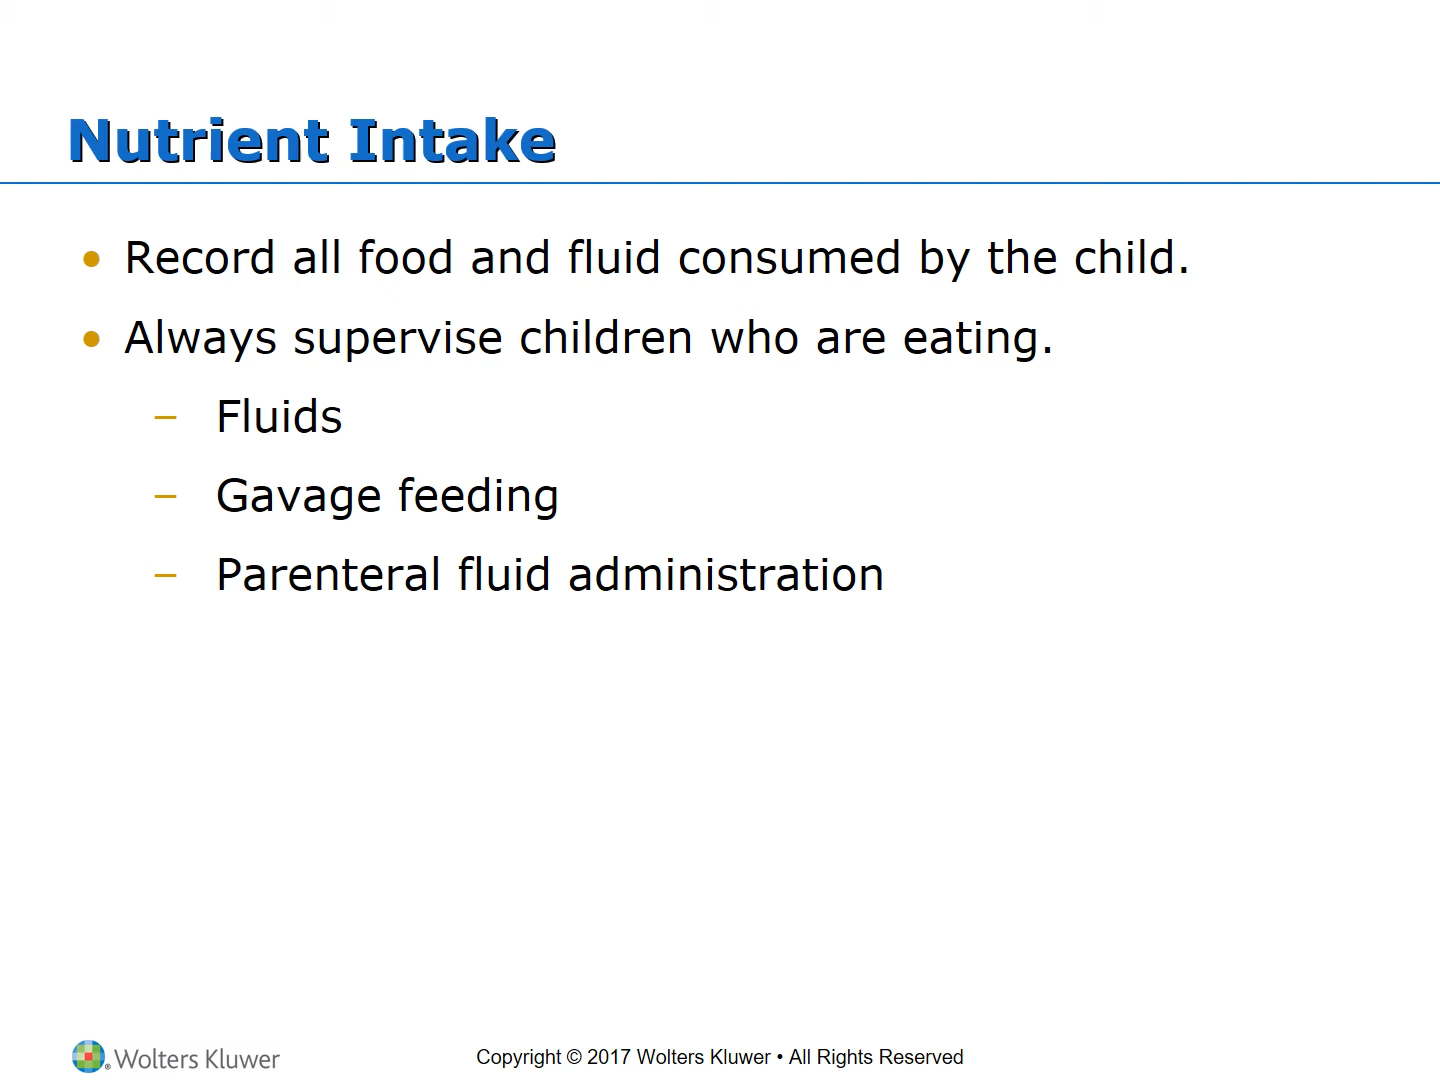 Nutrient Intake
• Record all food and fluid consumed by the child.
• Always supervise children who are eating.
– Fluids
– Gavage feeding
– Parenteral fluid administration
® Wolters Kluwer
Copyright © 2017 Wolters Kluwer • All Rights Reserved